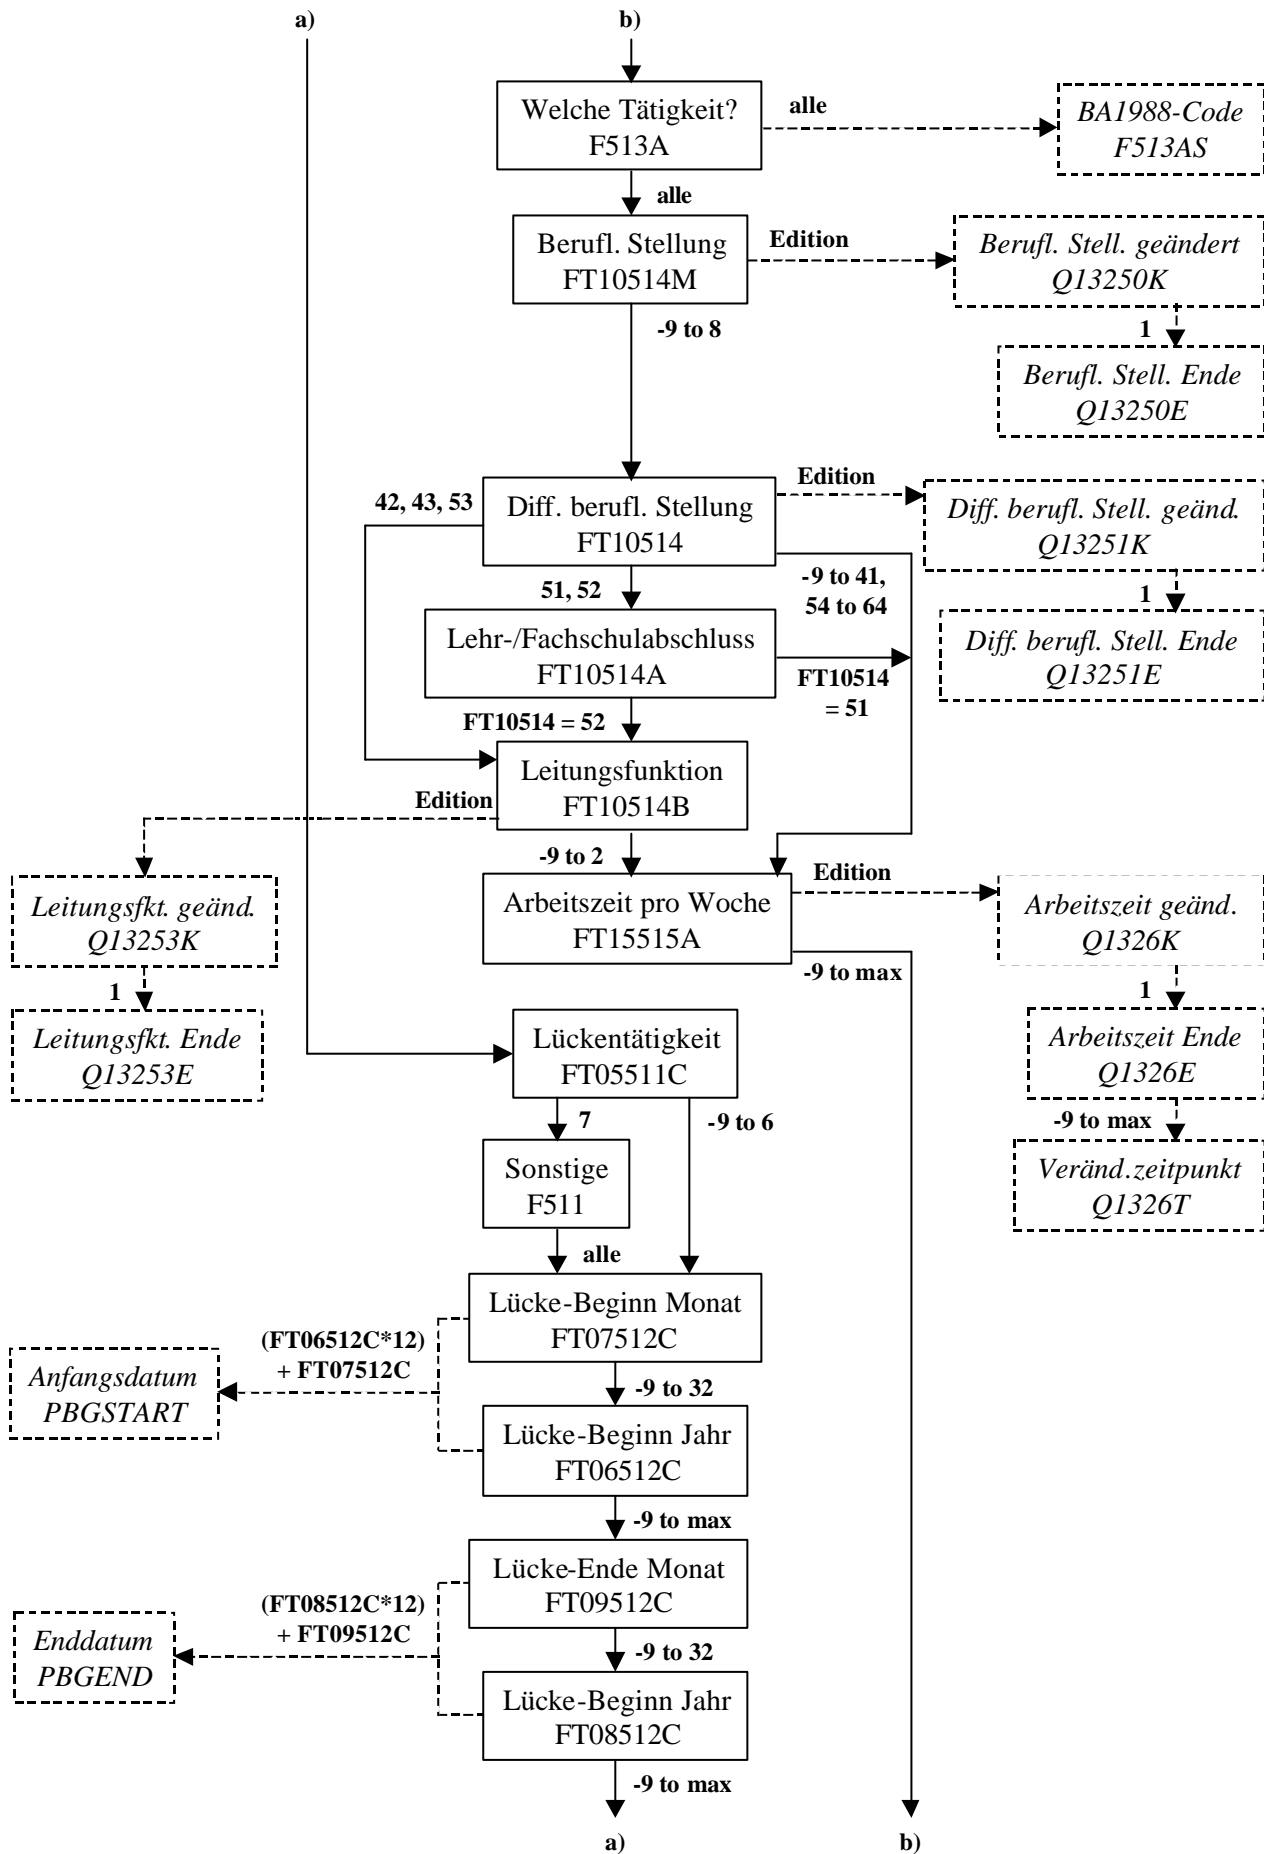 a)
b)
Welche Tätigkeit?
F513A
alle
BA1988-Code
F513AS
alle
Berufl. Stellung
FT10514M
Edition
Berufl. Stell. geändert
Q13250K
-9 to 8
1
Berufl. Stell. Ende
Q13250E
42, 43, 53
Diff. berufl. Stellung
FT10514
Edition
Diff. berufl. Stell. geänd.
Q13251K
51, 52
-9 to 41,
54 to 64
1
Lehr-/Fachschulabschluss
FT10514A
Diff. berufl. Stell. Ende
Q13251E
FT10514
= 51
FT10514 = 52
Leitungsfunktion
FT10514B
Edition
-9 to 2
Leitungsfkt. geänd.
Q13253K
Arbeitszeit pro Woche
FT15515A
Edition
Arbeitszeit geänd.
Q1326K
-9 to max
1
1
Leitungsfkt. Ende
Q13253E
Lückentätigkeit
FT05511C
Arbeitszeit Ende
Q1326E
7
-9 to 6
-9 to max
Sonstige
F511
Veränd.zeitpunkt
Q1326T
alle
Lücke-Beginn Monat
FT07512C
(FT06512C*12)
+ FT07512C
Anfangsdatum
PBGSTART
-9 to 32
Lücke-Beginn Jahr
FT06512C
-9 to max
Lücke-Ende Monat
FT09512C
(FT08512C*12)
+ FT09512C
Enddatum
PBGEND
-9 to 32
Lücke-Beginn Jahr
FT08512C
-9 to max
a)
b)